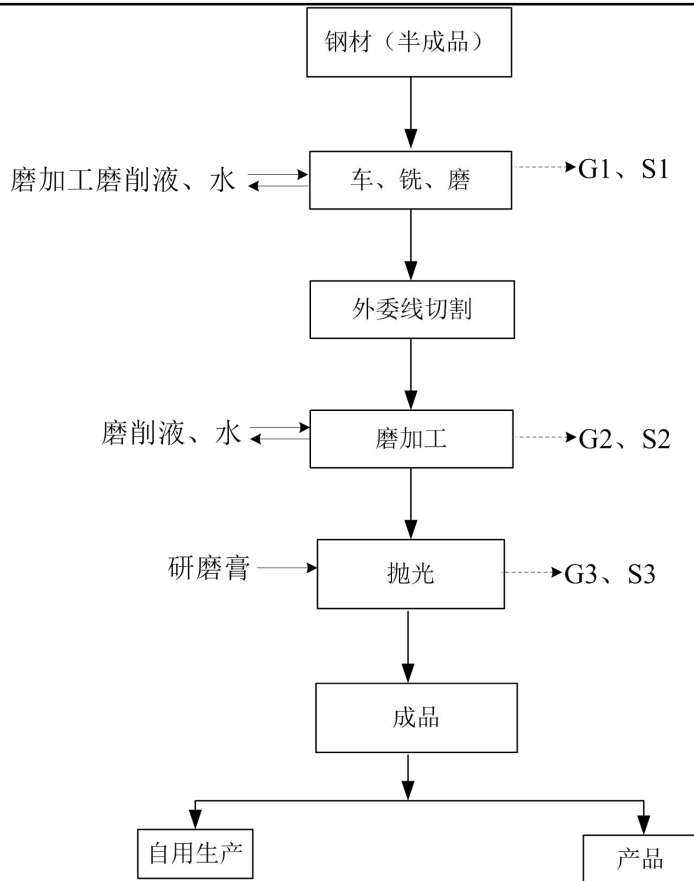 钢材（半成品）
磨加工磨削液、水
车、铣、磨
G1、S1
外委线切割
磨削液、水
磨加工
G2、S2
研磨膏
抛光
G3、S3
成品
自用生产
产品